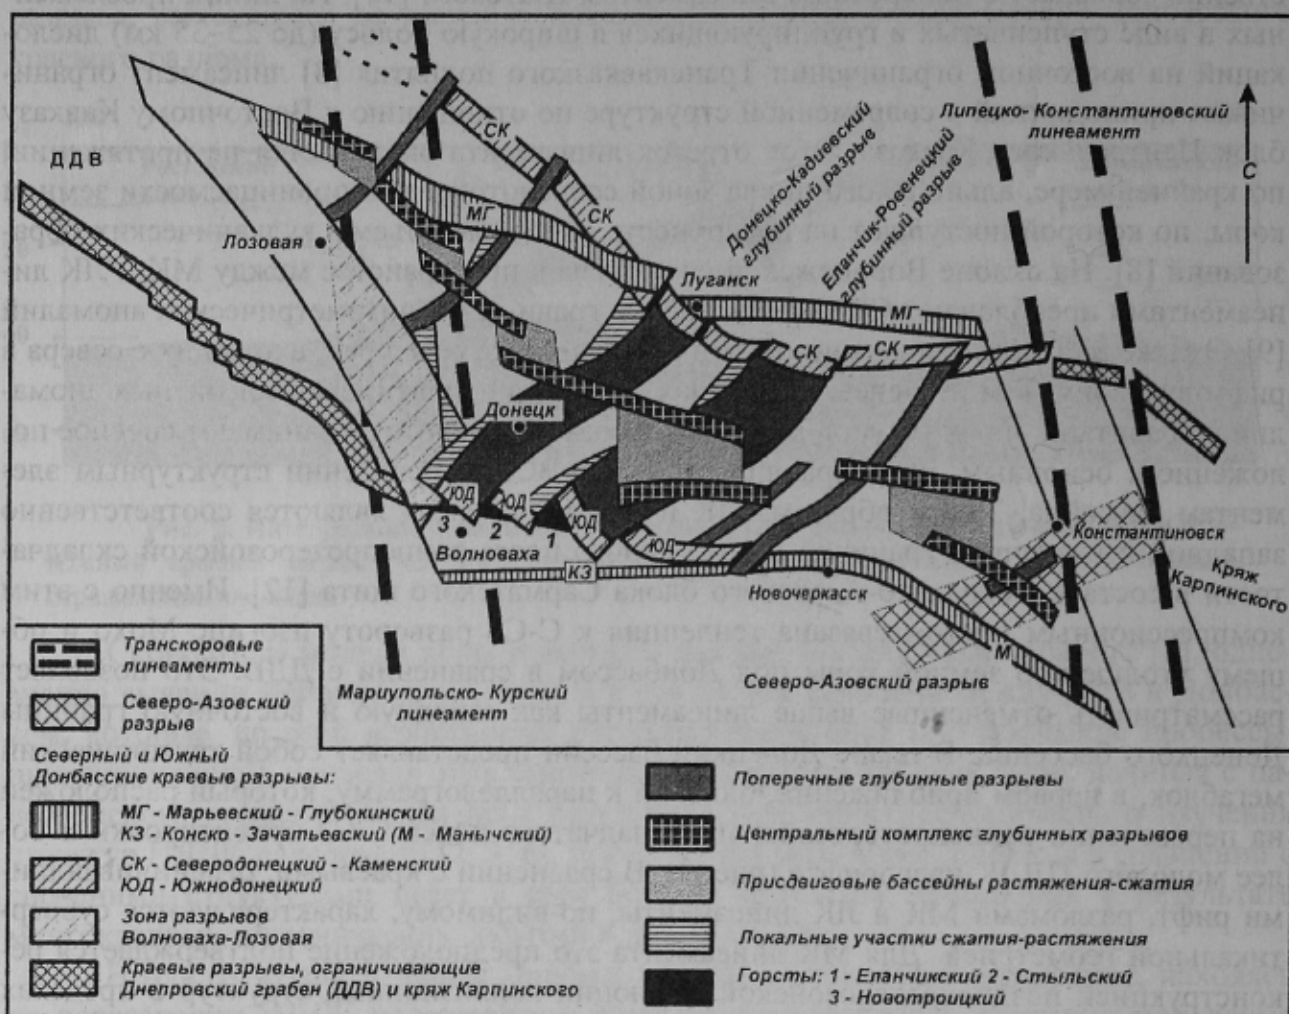 ДДВ
Лозовая
СК
СК
МГ
Донецко-Кадиевский
глубинный разрыв
Еланчик-Ровенецкий
глубинный разрыв
Липецко-Константиновский
линеамент
С
Луганск
МГ
СК
СК
Донецк
ЮД
ЮД
ЮД
ЮД
3
2
1
Волноваха
КЗ
Новочеркасск
Константиновск
Кряж
Карпинского
М
Северо-Азовский разрыв
Мариупольско-Курский
линеамент
Транскоровые
линеаменты
Северо-Азовский
разрыв
Северный и Южный
Донбасские краевые разрывы:
МГ - Марьевский - Глубокинский
КЗ - Конско - Зачатьевский (М - Манычский)
СК - Северодонецкий - Каменский
ЮД - Южнодонецкий
Зона разрывов
Волноваха-Лозовая
Краевые разрывы, ограничивающие
Днепровский грабен (ДДВ) и кряж Карпинского
Поперечные глубинные разрывы
Центральный комплекс глубинных разрывов
Присдвиговые бассейны растяжения-сжатия
Локальные участки сжатия-растяжения
Горсты: 1 - Еланчикский 2 - Стыльский
3 - Новотроицкий